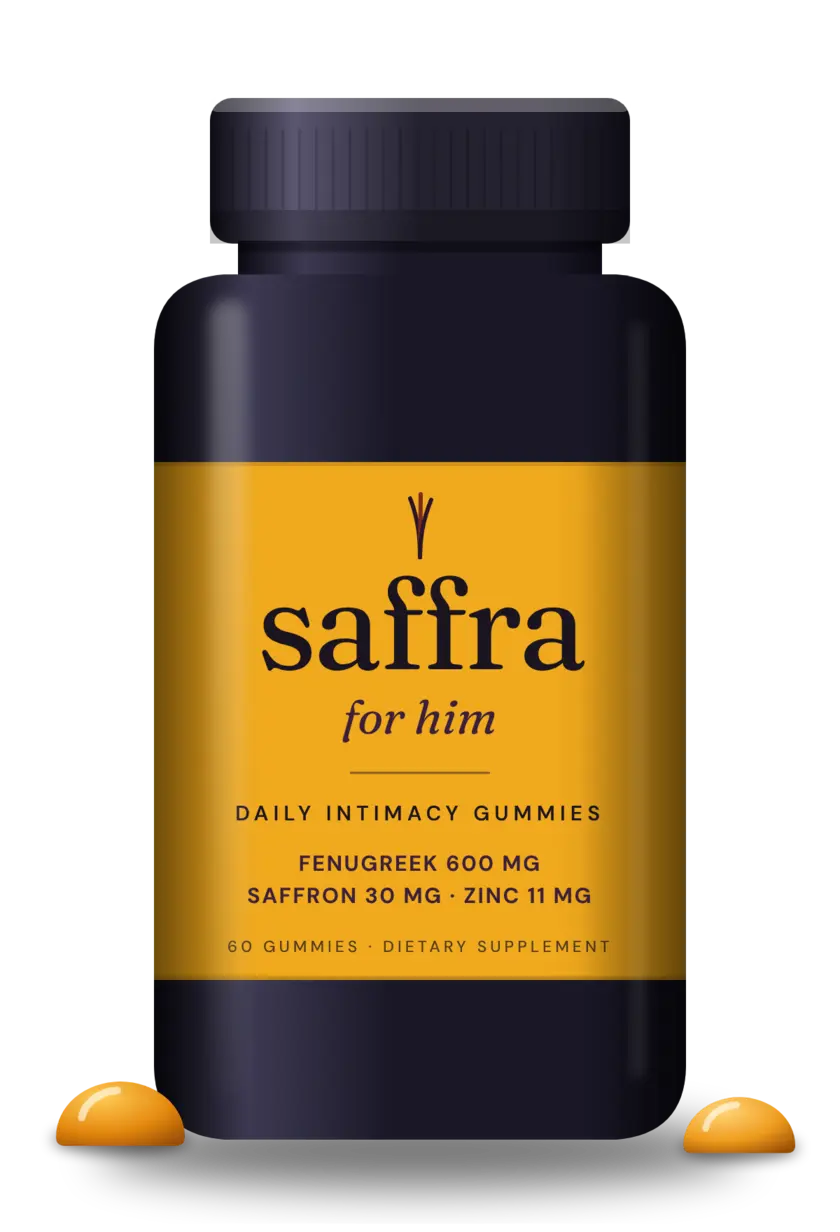 saffra
for him
DAILY INTIMACY GUMMIES
FENUGREEK 600 MG
SAFFRON 30 MG · ZINC 11 MG
60 GUMMIES · DIETARY SUPPLEMENT